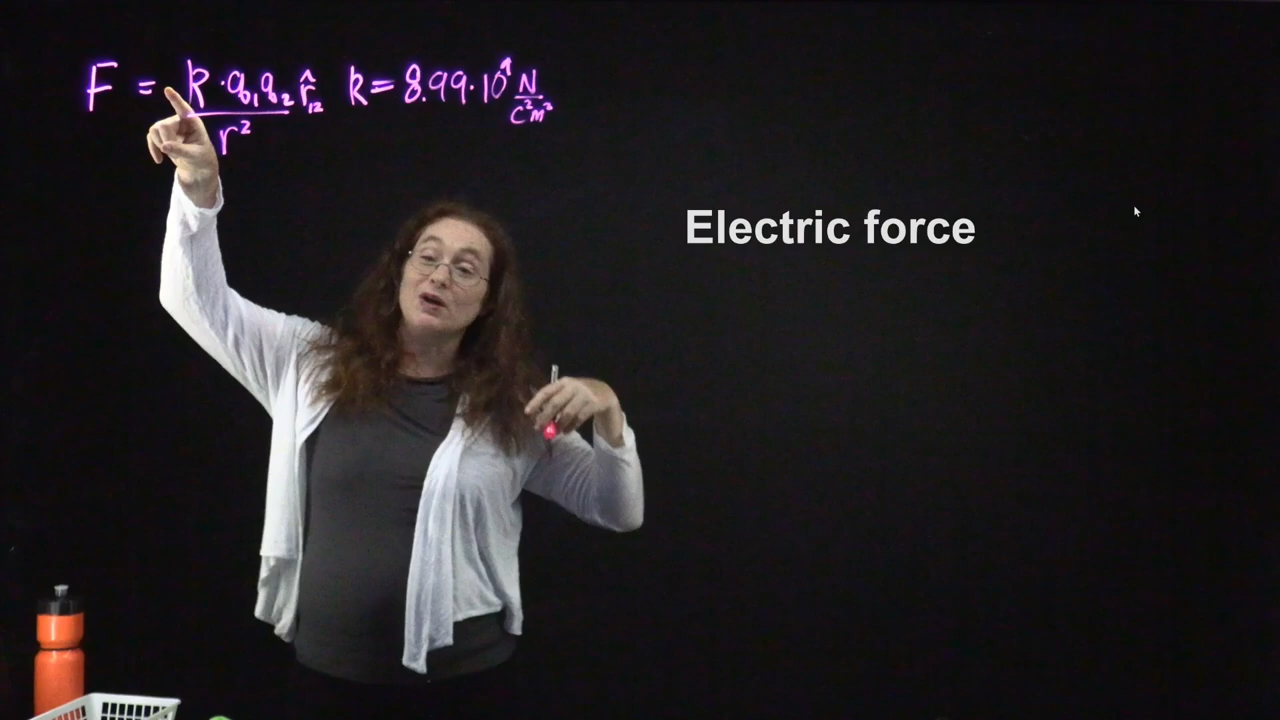 F = k·q₁q₂ r̂₁₂ k = 8.99·10⁹ N
r² C²m²
Electric force